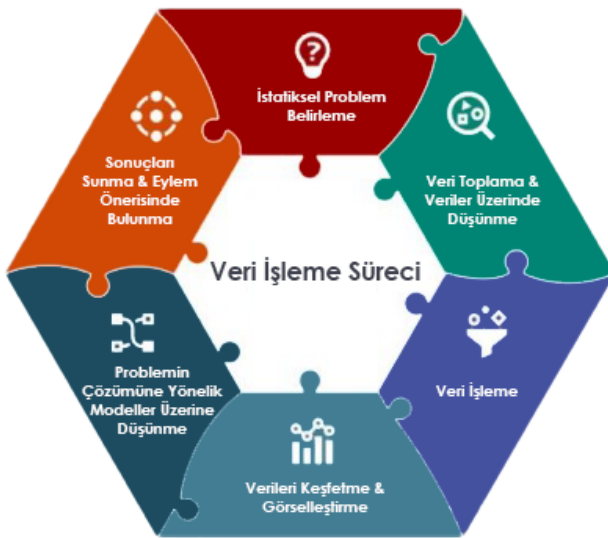 İstatiksel Problem
Belirleme
Veri Toplama &
Veriler Üzerinde
Düşünme
Veri İşleme
Verileri Keşfetme &
Görselleştirme
Problemin
Çözümüne Yönelik
Modeller Üzerine
Düşünme
Sonuçları
Sunma & Eylem
Önerisinde
Bulunma
Veri İşleme Süreci